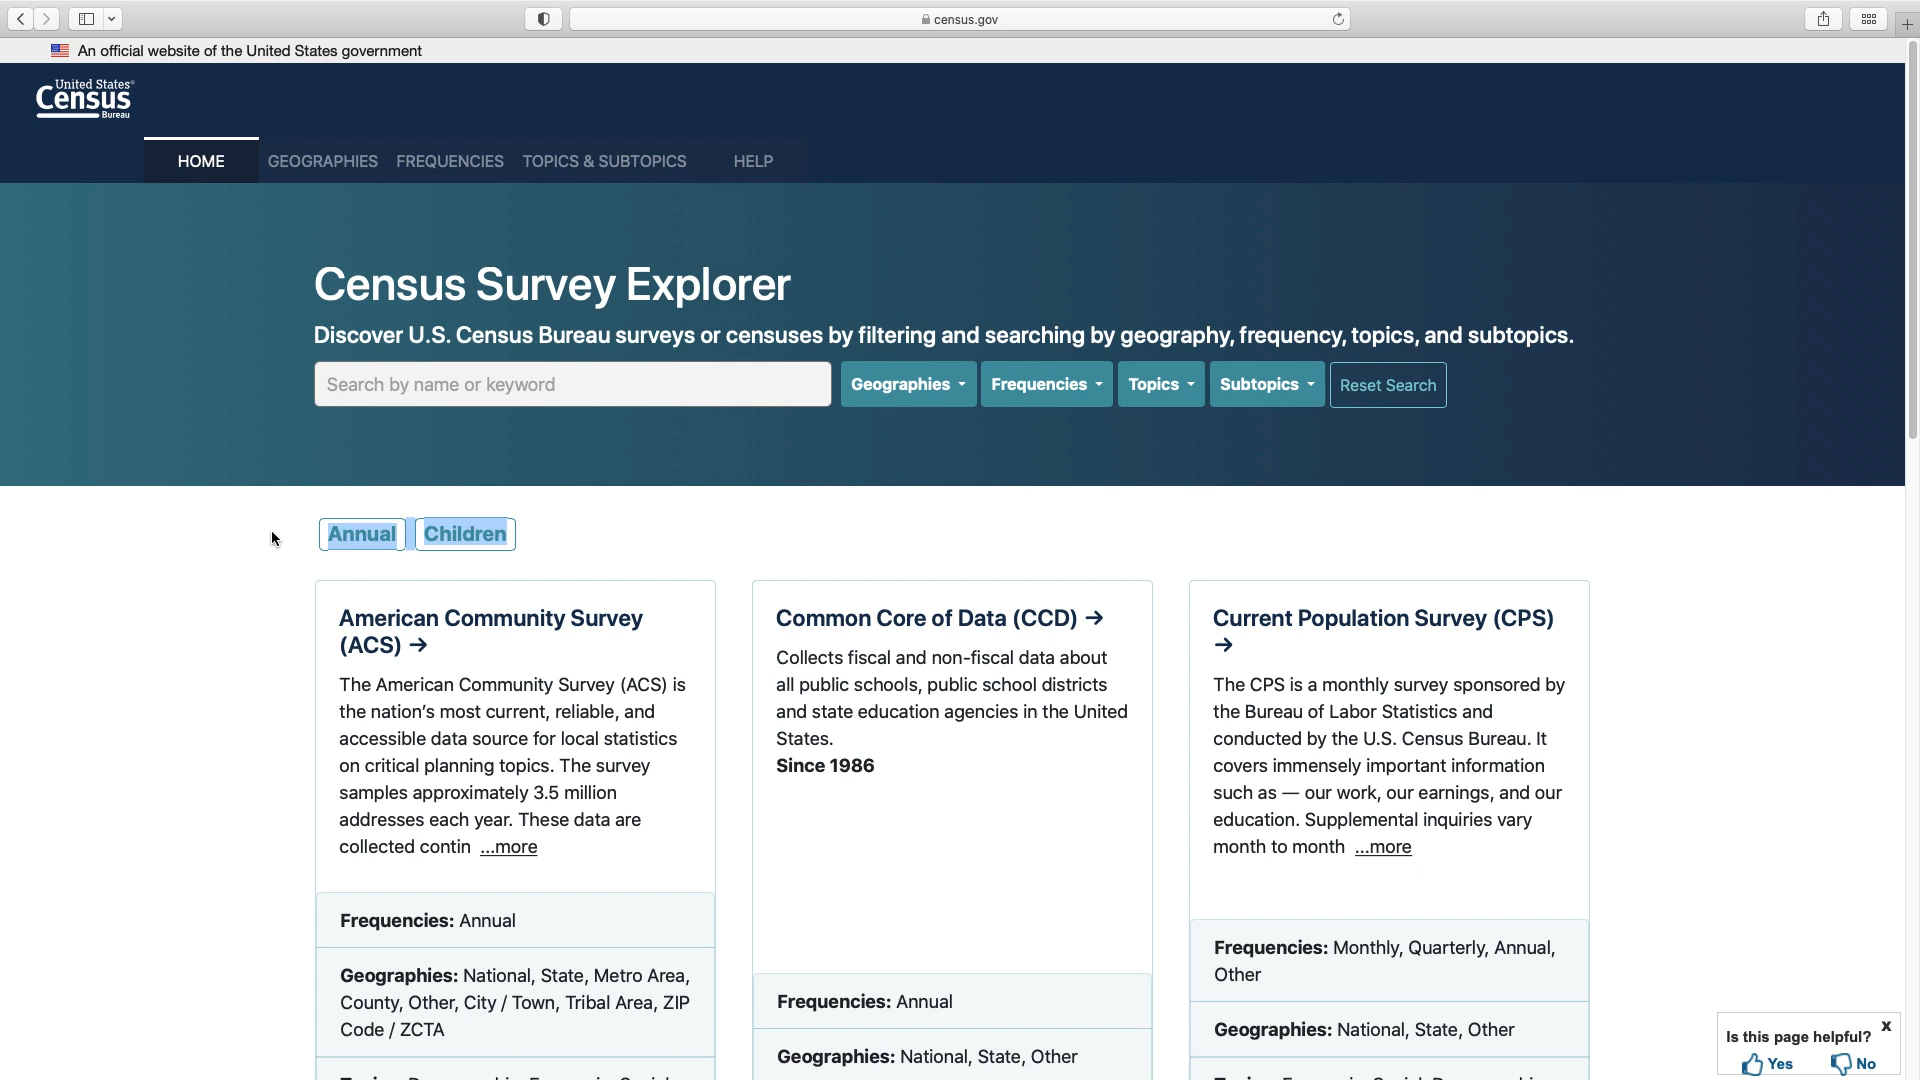 census.gov
An official website of the United States government
United States®
Census
Bureau
HOME GEOGRAPHIES FREQUENCIES TOPICS & SUBTOPICS HELP
Census Survey Explorer
Discover U.S. Census Bureau surveys or censuses by filtering and searching by geography, frequency, topics, and subtopics.
Search by name or keyword Geographies Frequencies Topics Subtopics Reset Search
Annual Children
American Community Survey
(ACS) →
The American Community Survey (ACS) is
the nation's most current, reliable, and
accessible data source for local statistics
on critical planning topics. The survey
samples approximately 3.5 million
addresses each year. These data are
collected contin ...more
Frequencies: Annual
Geographies: National, State, Metro Area,
County, Other, City / Town, Tribal Area, ZIP
Code / ZCTA
Common Core of Data (CCD) →
Collects fiscal and non-fiscal data about
all public schools, public school districts
and state education agencies in the United
States.
Since 1986
Frequencies: Annual
Geographies: National, State, Other
Current Population Survey (CPS)
→
The CPS is a monthly survey sponsored by
the Bureau of Labor Statistics and
conducted by the U.S. Census Bureau. It
covers immensely important information
such as — our work, our earnings, and our
education. Supplemental inquiries vary
month to month ...more
Frequencies: Monthly, Quarterly, Annual,
Other
Geographies: National, State, Other
Is this page helpful? x
Yes No